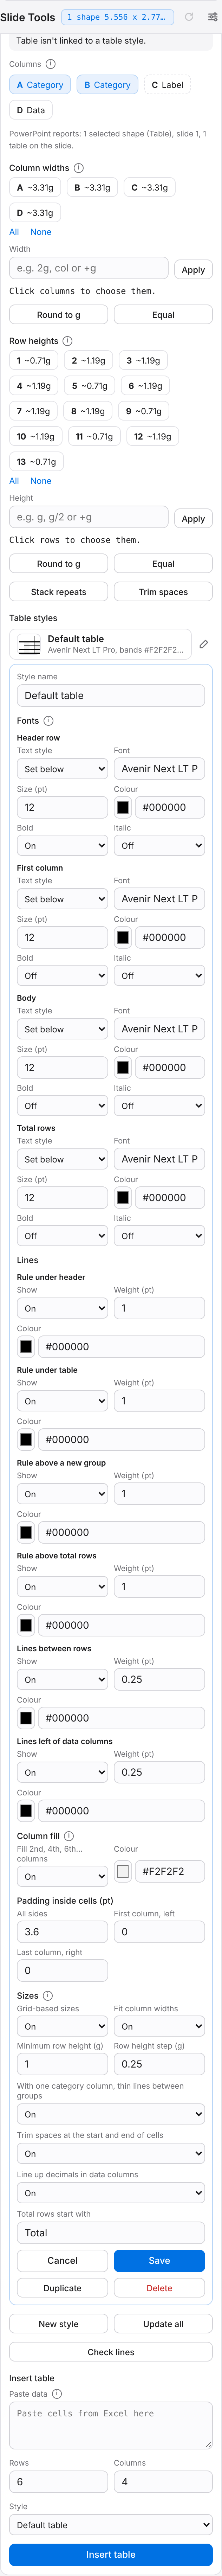 Slide Tools
1 shape 5.556 x 2.77…
Table isn't linked to a table style.
Columns
A Category
B Category
C Label
D Data
PowerPoint reports: 1 selected shape (Table), slide 1, 1
table on the slide.
Column widths
A ~3.31g
B ~3.31g
C ~3.31g
D ~3.31g
All None
Width
e.g. 2g, col or +g
Apply
Click columns to choose them.
Round to g
Equal
Row heights
1 ~0.71g
2 ~1.19g
3 ~1.19g
4 ~1.19g
5 ~0.71g
6 ~1.19g
7 ~1.19g
8 ~1.19g
9 ~0.71g
10 ~1.19g
11 ~0.71g
12 ~1.19g
13 ~0.71g
All None
Height
e.g. g, g/2 or +g
Apply
Click rows to choose them.
Round to g
Equal
Stack repeats
Trim spaces
Table styles
Default table
Avenir Next LT Pro, bands #F2F2F2…
Style name
Default table
Fonts
Header row
Text style Font
Set below Avenir Next LT P
Size (pt) Colour
12 #000000
Bold Italic
On Off
First column
Text style Font
Set below Avenir Next LT P
Size (pt) Colour
12 #000000
Bold Italic
Off Off
Body
Text style Font
Set below Avenir Next LT P
Size (pt) Colour
12 #000000
Bold Italic
Off Off
Total rows
Text style Font
Set below Avenir Next LT P
Size (pt) Colour
12 #000000
Bold Italic
Off Off
Lines
Rule under header
Show Weight (pt)
On 1
Colour
#000000
Rule under table
Show Weight (pt)
On 1
Colour
#000000
Rule above a new group
Show Weight (pt)
On 1
Colour
#000000
Rule above total rows
Show Weight (pt)
On 1
Colour
#000000
Lines between rows
Show Weight (pt)
On 0.25
Colour
#000000
Lines left of data columns
Show Weight (pt)
On 0.25
Colour
#000000
Column fill
Fill 2nd, 4th, 6th…
columns
Colour
On #F2F2F2
Padding inside cells (pt)
All sides First column, left
3.6 0
Last column, right
0
Sizes
Grid-based sizes Fit column widths
On On
Minimum row height (g) Row height step (g)
1 0.25
With one category column, thin lines between
groups
On
Trim spaces at the start and end of cells
On
Line up decimals in data columns
On
Total rows start with
Total
Cancel
Save
Duplicate
Delete
New style
Update all
Check lines
Insert table
Paste data
Paste cells from Excel here
Rows Columns
6 4
Style
Default table
Insert table